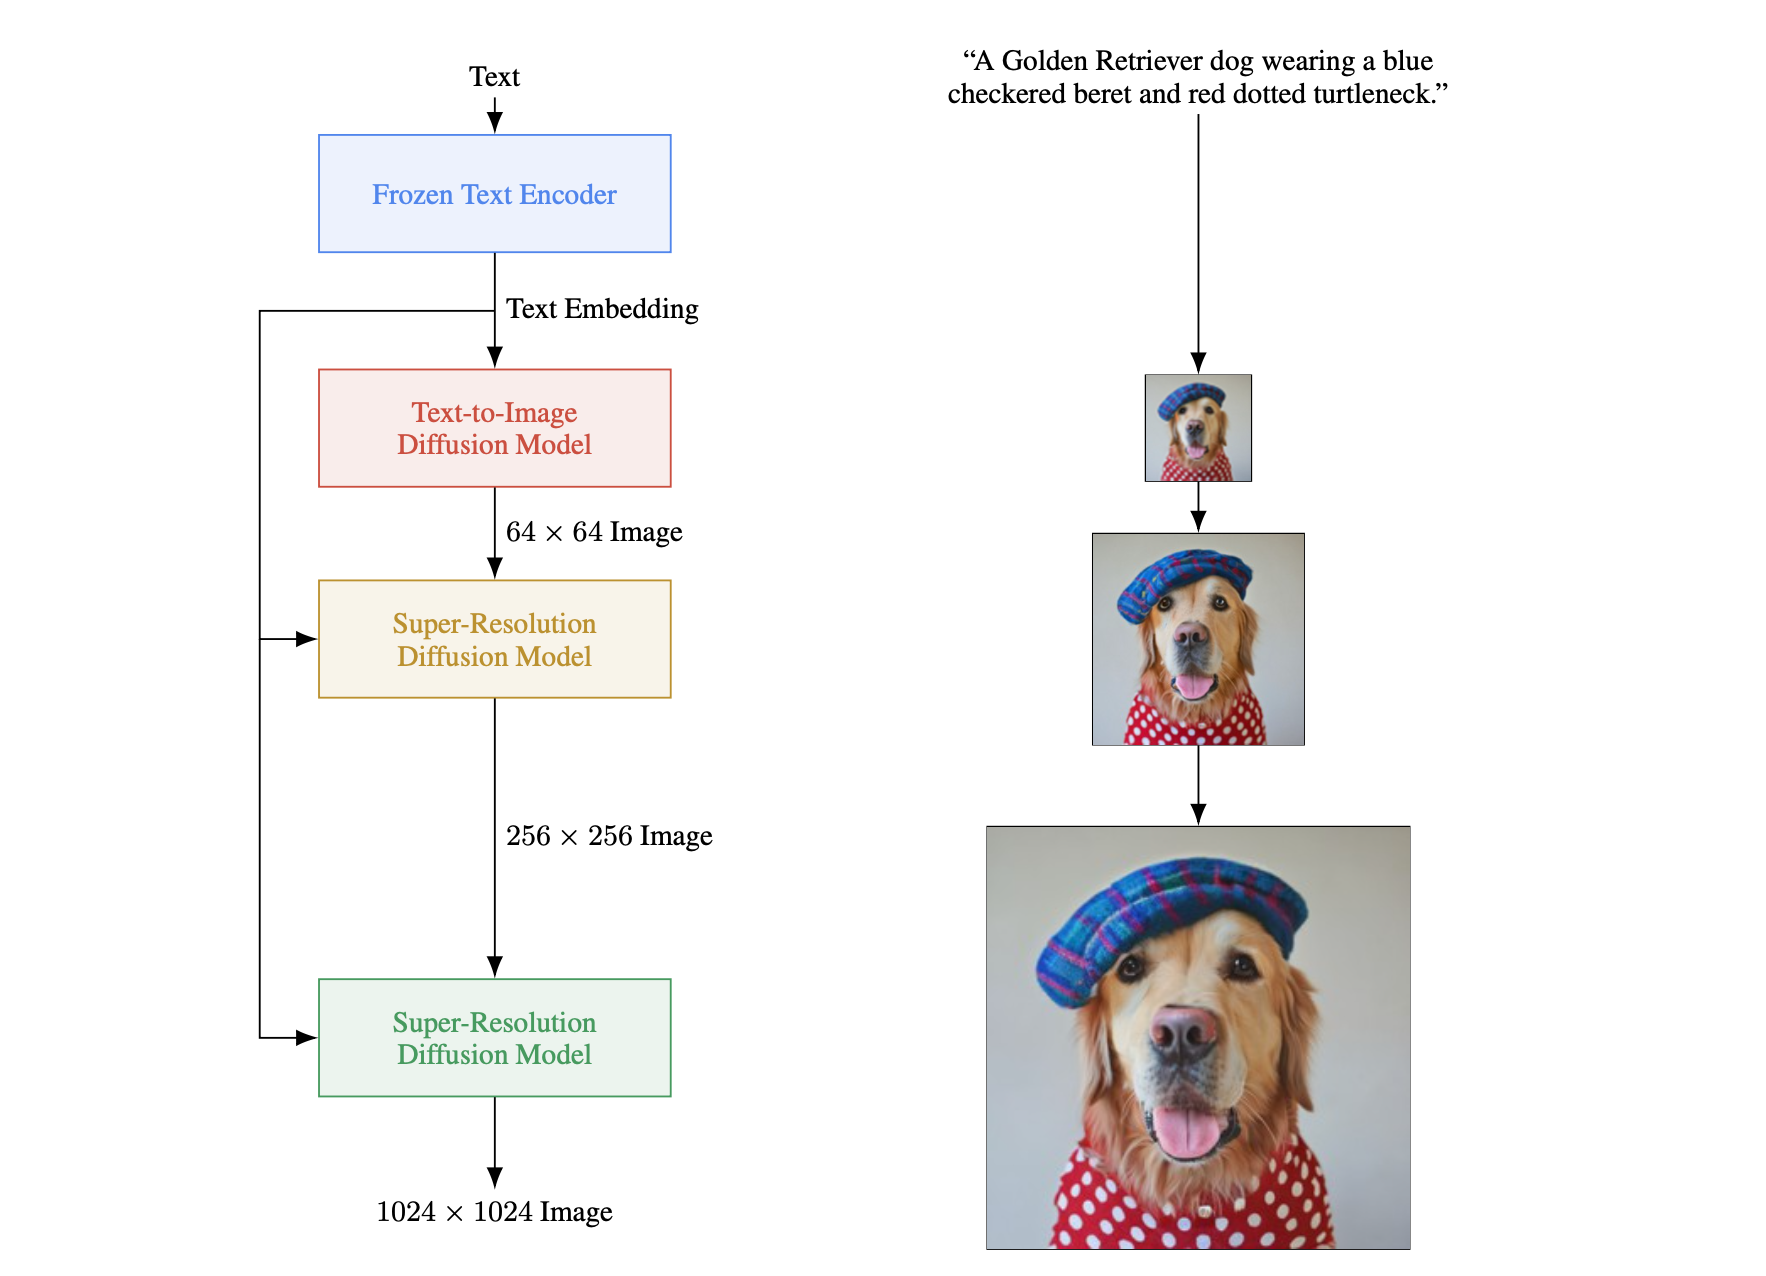 Text
Frozen Text Encoder
Text Embedding
Text-to-Image
Diffusion Model
64 × 64 Image
Super-Resolution
Diffusion Model
256 × 256 Image
Super-Resolution
Diffusion Model
1024 × 1024 Image
“A Golden Retriever dog wearing a blue
checkered beret and red dotted turtleneck.”